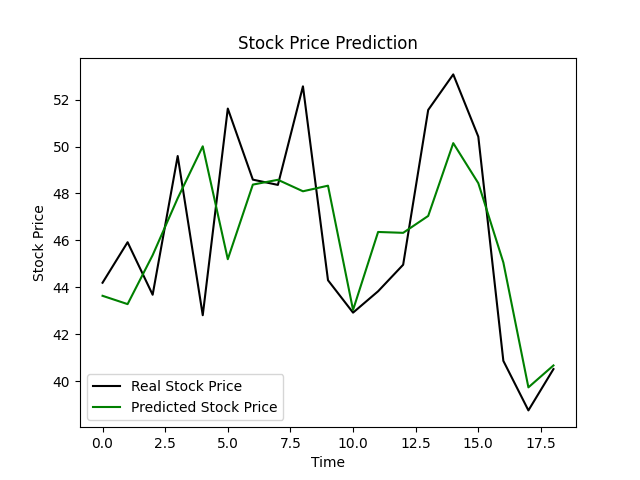 Stock Price Prediction
Stock Price
52
50
48
46
44
42
40
Real Stock Price
Predicted Stock Price
0.0 2.5 5.0 7.5 10.0 12.5 15.0 17.5
Time